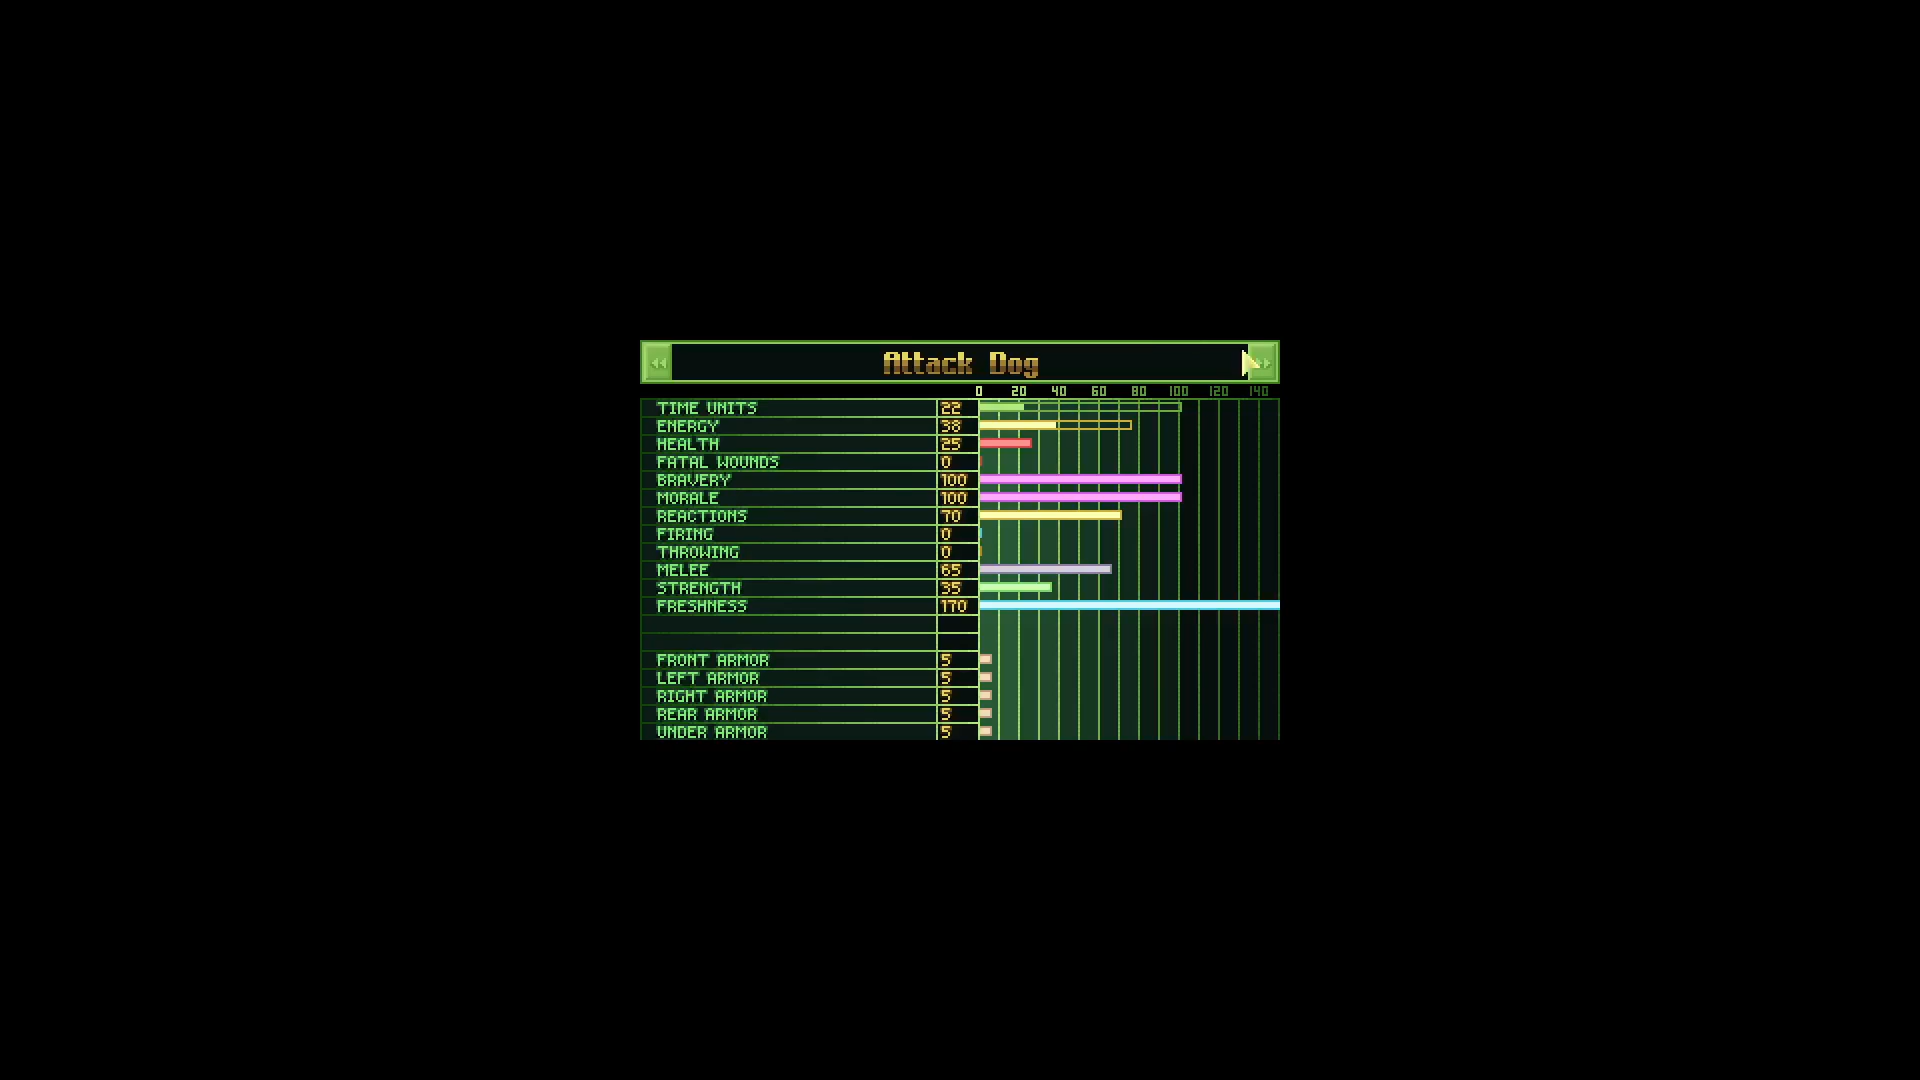 Attack Dog
0 20 40 60 80 100 120 140
TIME UNITS 22
ENERGY 38
HEALTH 25
FATAL WOUNDS 0
BRAVERY 100
MORALE 100
REACTIONS 70
FIRING 0
THROWING 0
MELEE 65
STRENGTH 35
FRESHNESS 170
FRONT ARMOR 5
LEFT ARMOR 5
RIGHT ARMOR 5
REAR ARMOR 5
UNDER ARMOR 5